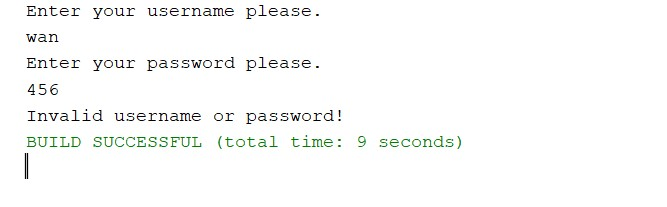 Enter your username please.
wan
Enter your password please.
456
Invalid username or password!
BUILD SUCCESSFUL (total time: 9 seconds)